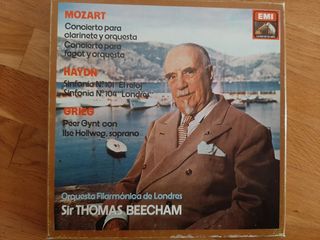 MOZART
Concierto para
clarinete y orquesta
Concierto para
fagot y orquesta
HAYDN
Sinfonía Nº 101 "El reloj"
Sinfonía Nº 104 "Londres"
GRIEG
Peer Gynt con
Ilse Hollweg, soprano
Orquesta Filarmónica de Londres
Sir THOMAS BEECHAM
EMI